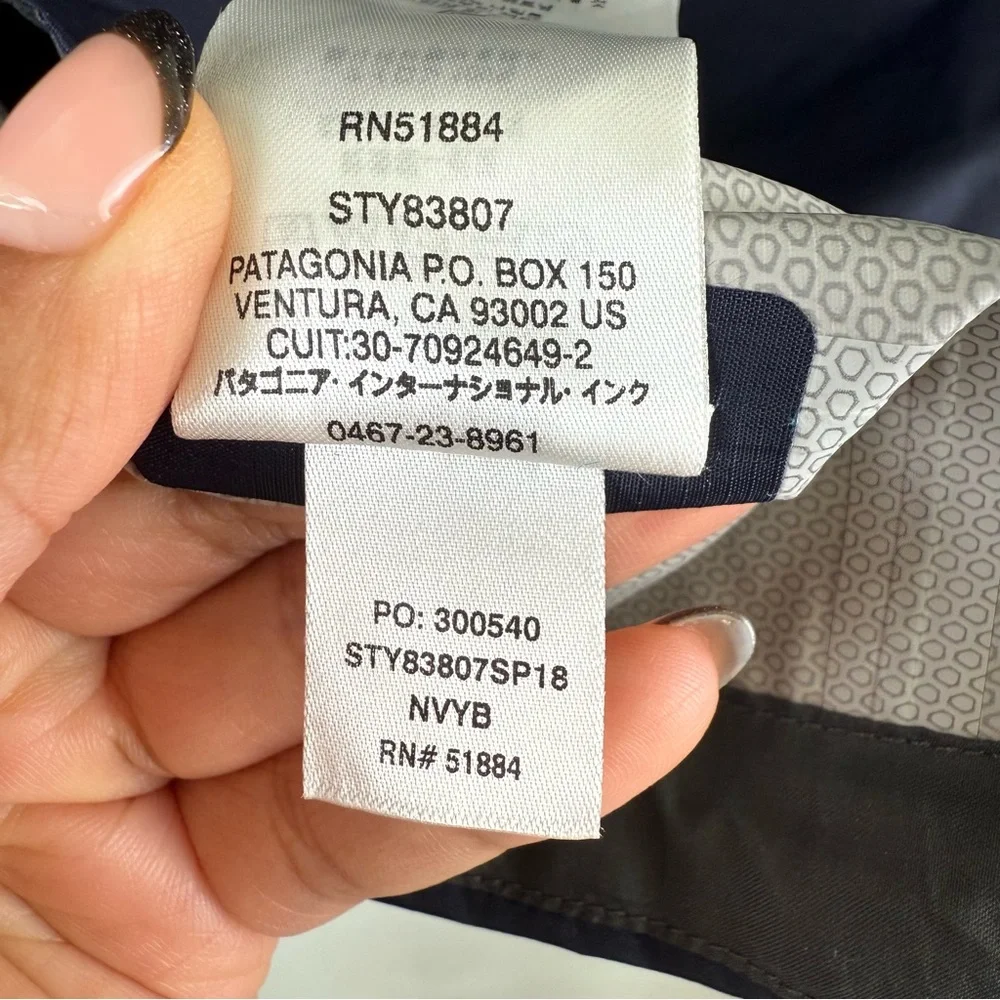 RN51884
STY83807
PATAGONIA P.O. BOX 150
VENTURA, CA 93002 US
CUIT:30-70924649-2
パタゴニア・インターナショナル・インク
0467-23-8961
PO: 300540
STY83807SP18
NVYB
RN# 51884